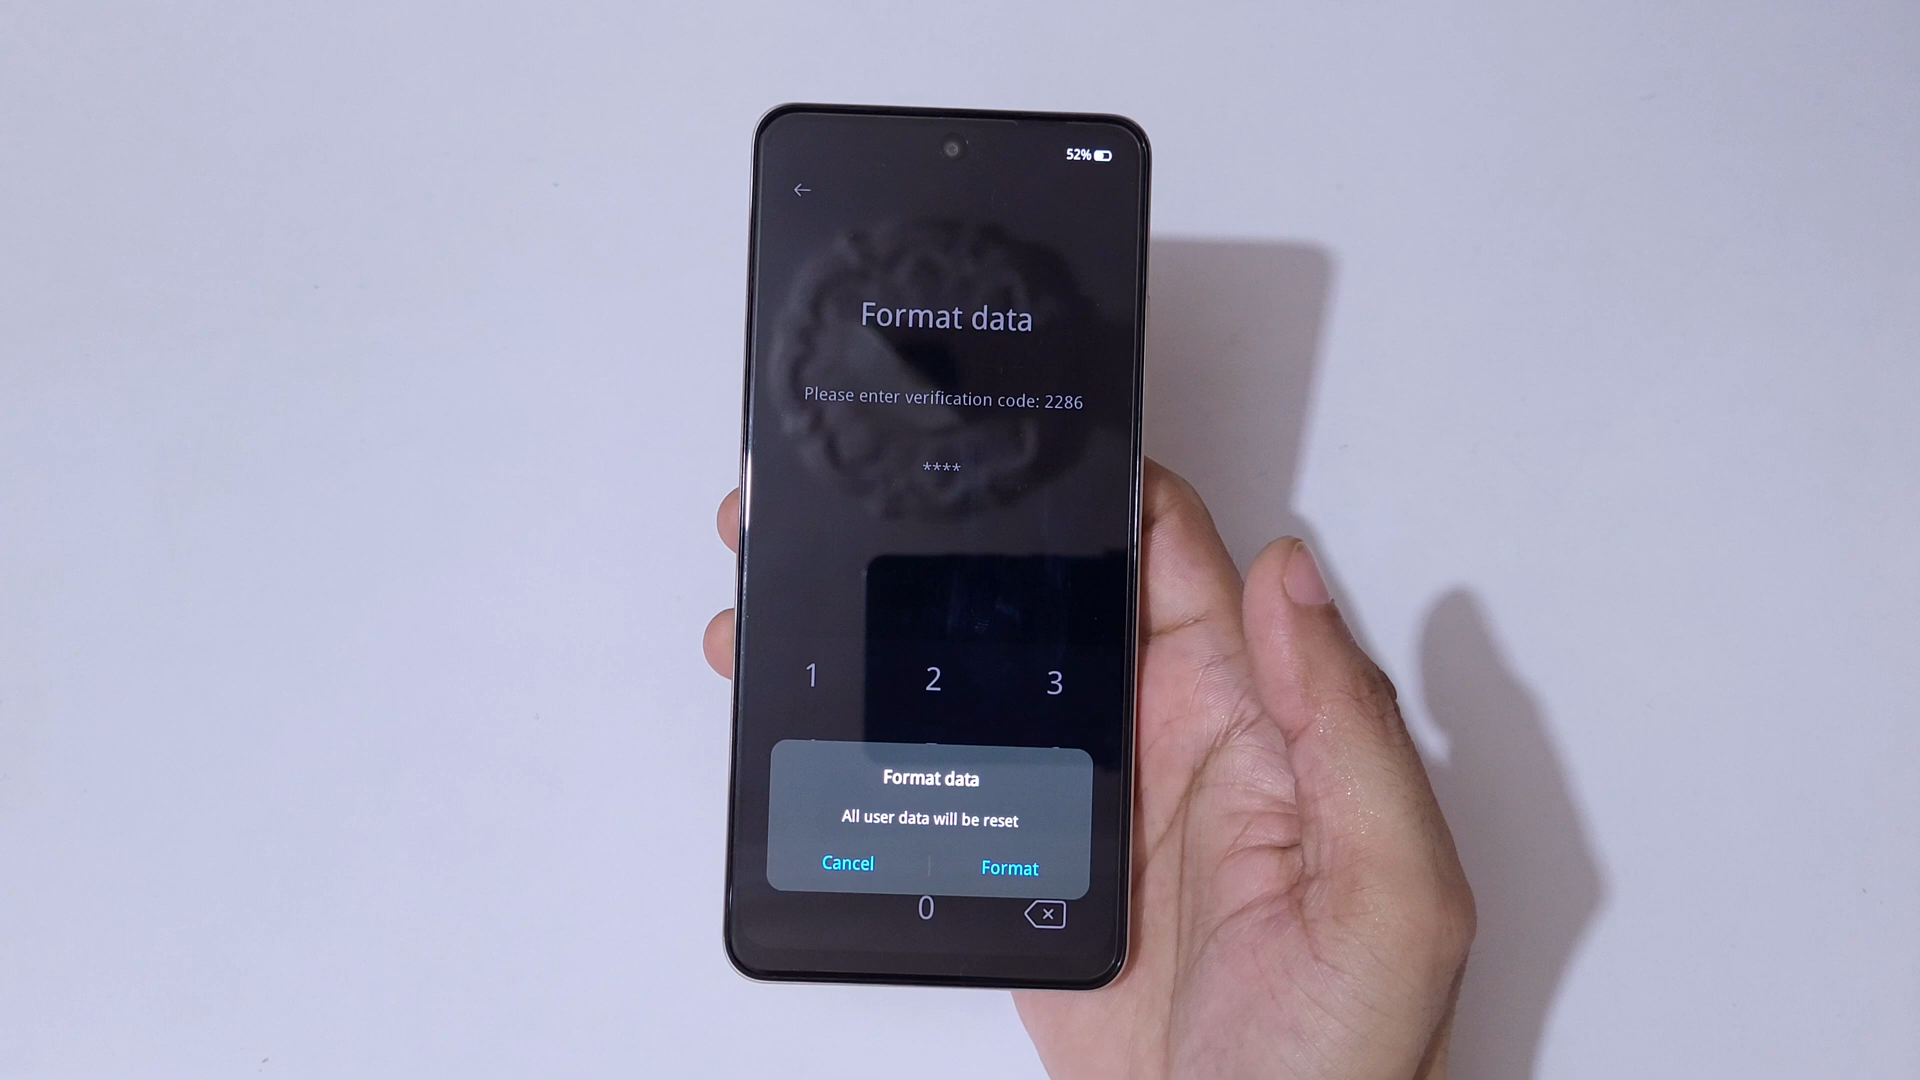 52%
Format data
Please enter verification code: 2286
****
1 2 3
Format data
All user data will be reset
Cancel Format
0